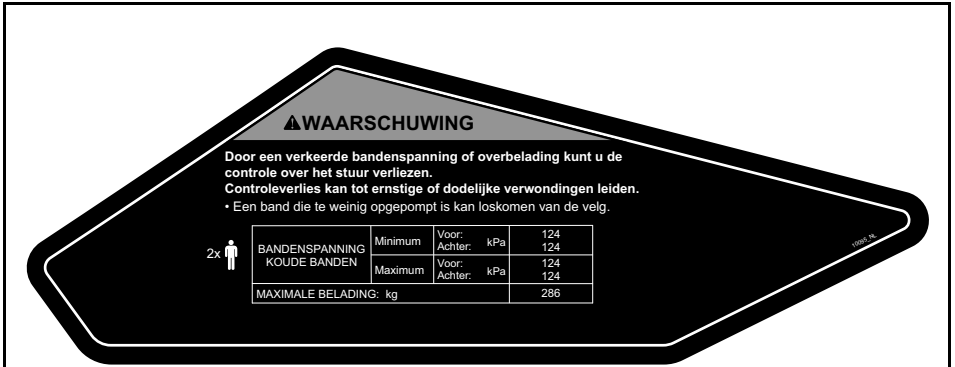 ⚠WAARSCHUWING
Door een verkeerde bandenspanning of overbelading kunt u de
controle over het stuur verliezen.
Controleverlies kan tot ernstige of dodelijke verwondingen leiden.
• Een band die te weinig opgepompt is kan loskomen van de velg.
2x
BANDENSPANNING
KOUDE BANDEN
Minimum
Voor: kPa 124
Achter: 124
Maximum
Voor: kPa 124
Achter: 124
MAXIMALE BELADING: kg 286
10095_NL